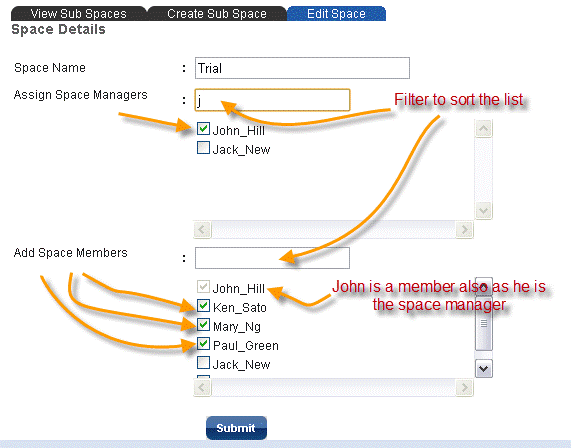 View Sub Spaces Create Sub Space Edit Space
Space Details
Space Name : Trial
Assign Space Managers : j
Filter to sort the list
John_Hill
Jack_New
Add Space Members :
John_Hill
John is a member also as he is
the space manager
Ken_Sato
Mary_Ng
Paul_Green
Jack_New
Submit